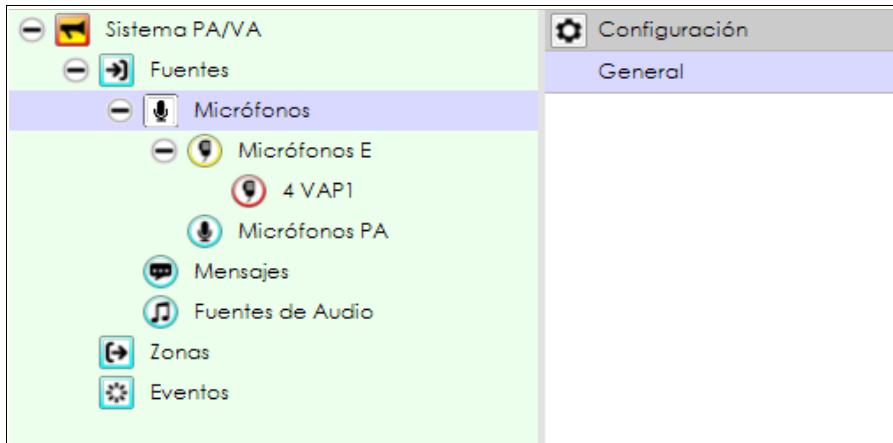 Sistema PA/VA
Fuentes
Micrófonos
Micrófonos E
4 VAP1
Micrófonos PA
Mensajes
Fuentes de Audio
Zonas
Eventos
Configuración
General